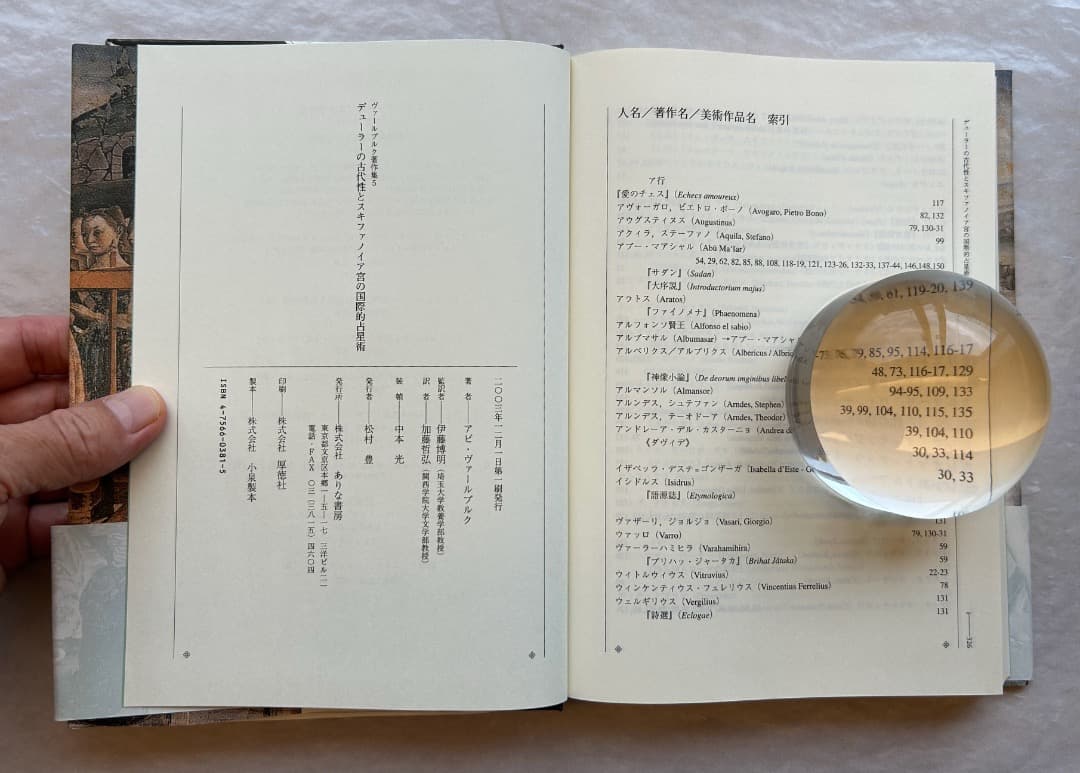 ヴァールブルク著作集5
デューラーの古代性とスキファノイア宮の国際的占星術
二〇〇三年一二月一日第一刷発行
著 者──アビ・ヴァールブルク
監訳者──伊藤博明(埼玉大学教養学部教授)
訳 者──加藤哲弘(関西学院大学文学部教授)
装 幀──中本 光
発行者──松村 豊
発行所──株式会社 ありな書房
東京都文京区本郷一―五―一七 三洋ビル二一
電話・FAX 〇三(三八一五)四六〇四
印刷──株式会社 厚徳社
製本──株式会社 小泉製本
ISBN 4-7566-0381-5
人名/著作名/美術作品名 索引
ア行
『愛のチェス』(Echecs amoureux) 117
アヴォーガロ,ピエトロ・ボーノ(Avogaro, Pietro Bono) 82, 132
アウグスティヌス(Augustinus) 79, 130-31
アクィラ,ステーファノ(Aquila, Stefano) 99
アブー・マアシャル(Abū Maʻšar)
54, 29, 62, 82, 85, 88, 108, 118-19, 121, 123-26, 132-33, 137-44, 146,148,150
『サダン』(Sadan)
『大序説』(Introductorium majus) 61, 119-20, 139
アラトス(Aratos)
『ファイノメナ』(Phaenomena)
アルフォンソ賢王(Alfonso el sabio)
アルブマサル(Albumasar)→アブー・マアシャル
アルベリクス/アルブリクス(Albericus / Albric 79, 85, 95, 114, 116-17
『神像小論』(De deorum imginibus libel 48, 73, 116-17, 129
アルマンソル(Almansor) 94-95, 109, 133
アルンデス,シュテファン(Arndes, Stephen) 39, 99, 104, 110, 115, 135
アルンデス,テーオドーア(Arndes, Theodor) 39, 104, 110
アンドレーア・デル・カスターニョ(Andrea de 30, 33, 114
《ダヴィデ》 30, 33
イザベッラ・デステ=ゴンザーガ(Isabella d'Este - G
イシドルス(Isidrus)
『語源誌』(Etymologica)
ヴァザーリ,ジョルジョ(Vasari, Giorgio) 131
ウァッロ(Varro) 79, 130-31
ヴァーラーハミヒラ(Varahamihira) 59
『ブリハッ・ジャータカ』(Brihat Jâtaka) 59
ウィトルウィウス(Vitruvius) 22-23
ウィンケンティウス・フェレリウス(Vincentius Ferrelius) 78
ウェルギリウス(Vergilius) 131
『詩選』(Eclogae) 131
デューラーの古代性とスキファノイア宮の国際的占星
326